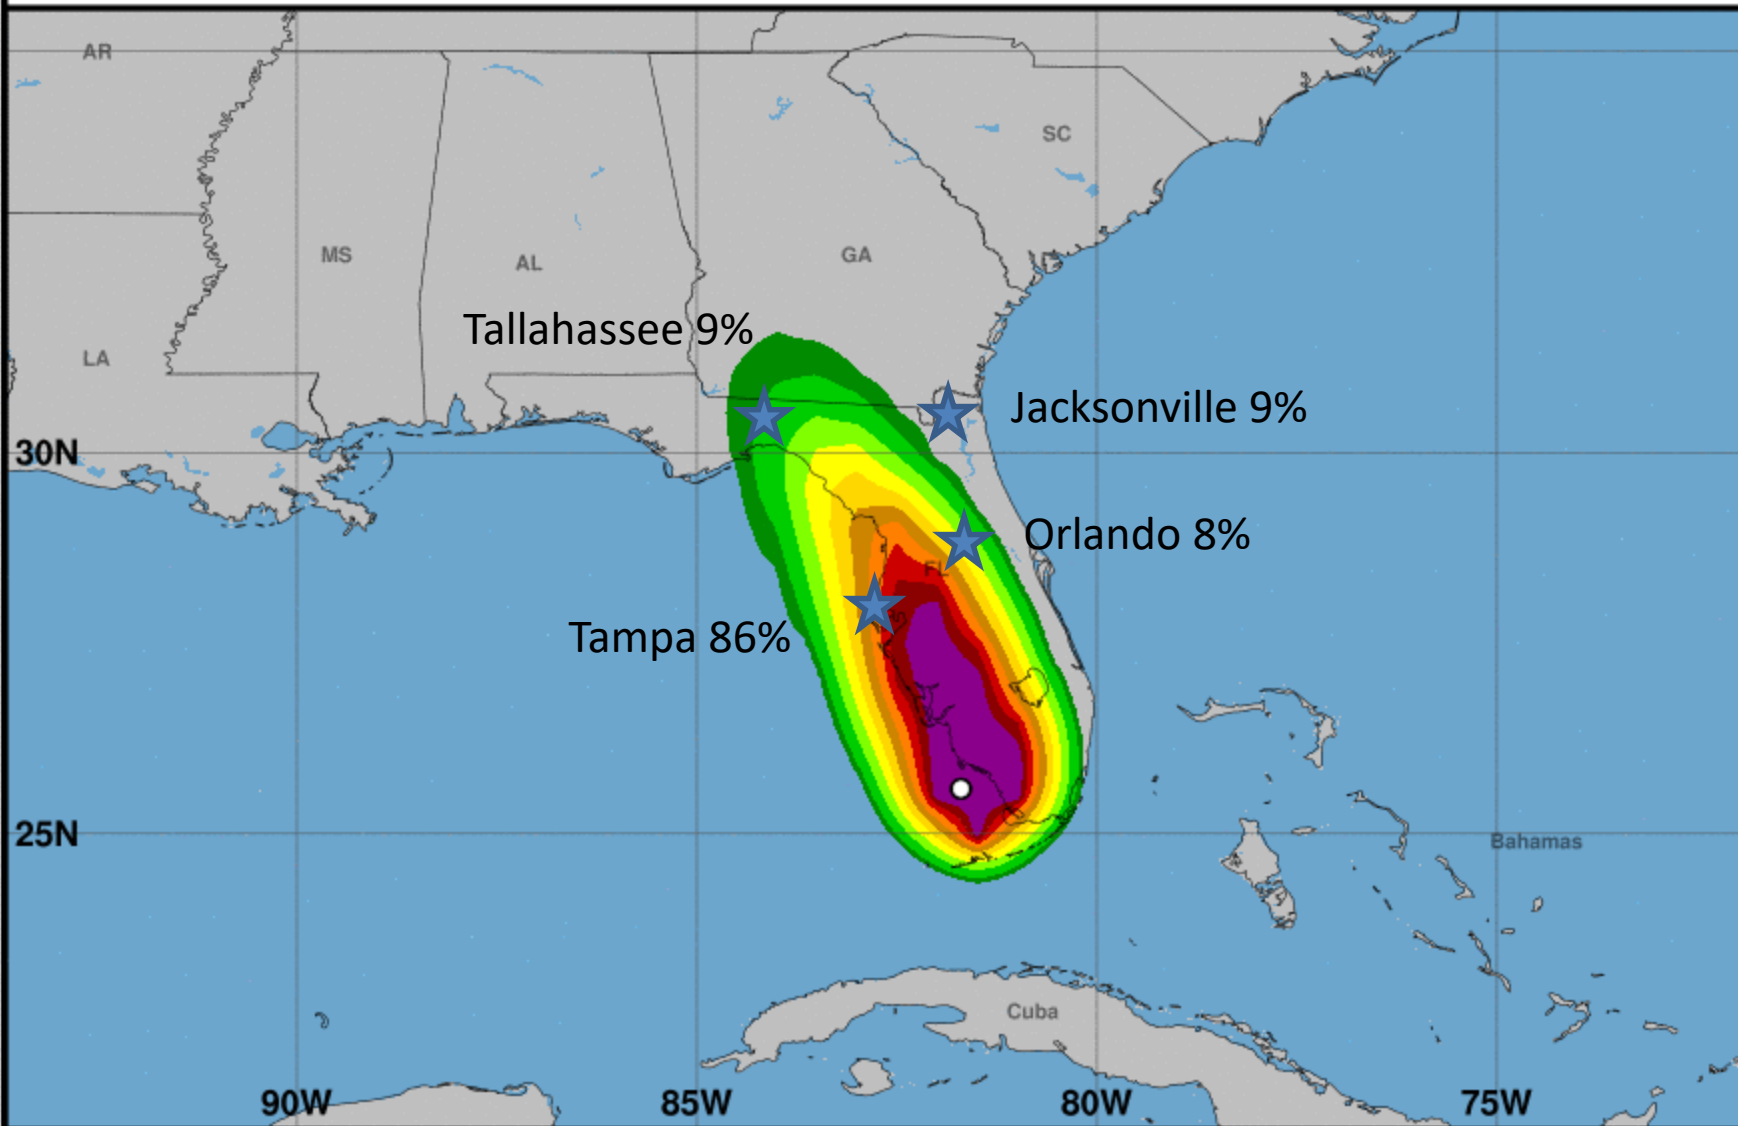 AR
SC
MS
AL
GA
Tallahassee 9%
LA
Jacksonville 9%
30N
Orlando 8%
FL
Tampa 86%
25N
Bahamas
Cuba
90W
85W
80W
75W